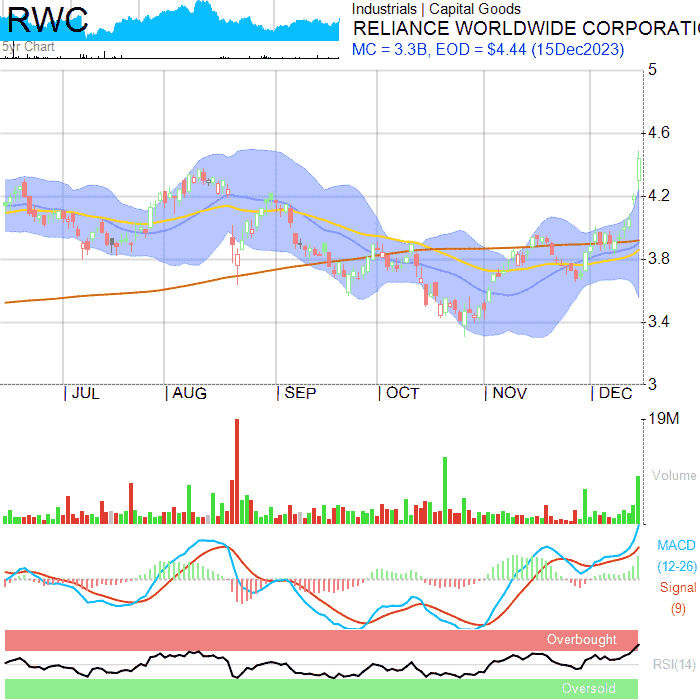 RWC
5yr Chart
Industrials | Capital Goods
RELIANCE WORLDWIDE CORPORATI
MC = 3.3B, EOD = $4.44 (15Dec2023)
5
4.6
4.2
3.8
3.4
3
JUL AUG SEP OCT NOV DEC
19M
Volume
MACD
(12-26)
Signal
(9)
Overbought
RSI(14)
Oversold